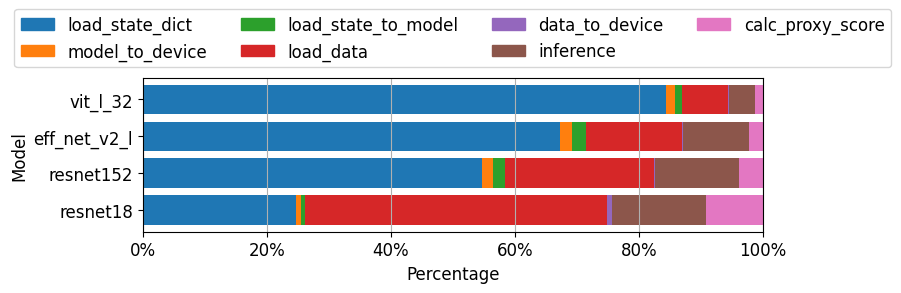 load_state_dict load_state_to_model data_to_device calc_proxy_score
model_to_device load_data inference
vit_l_32
eff_net_v2_l
resnet152
resnet18
Model
0% 20% 40% 60% 80% 100%
Percentage